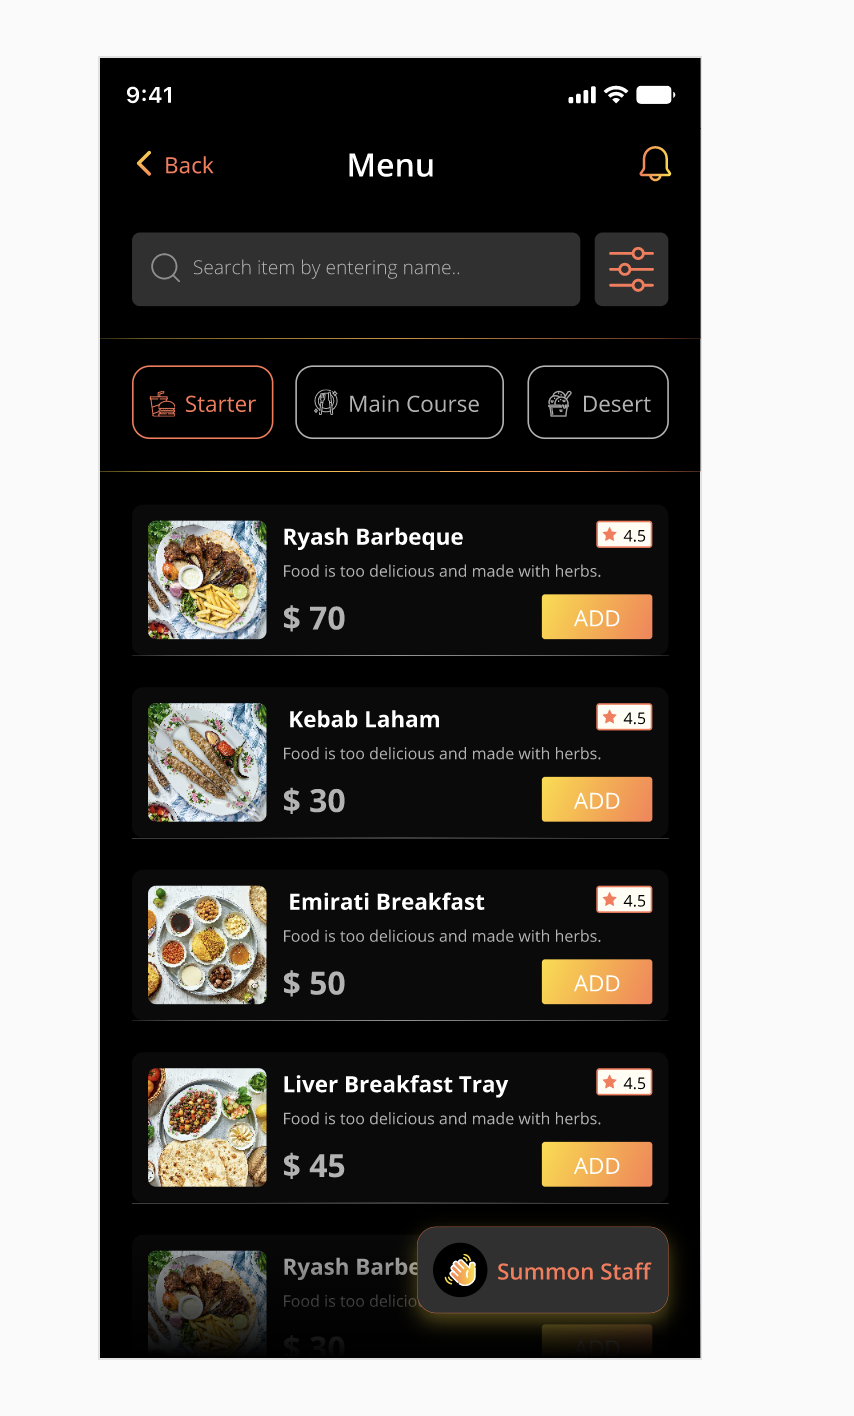 9:41
Back
Menu
Search item by entering name..
Starter
Main Course
Desert
Ryash Barbeque
4.5
Food is too delicious and made with herbs.
$ 70
ADD
Kebab Laham
4.5
Food is too delicious and made with herbs.
$ 30
ADD
Emirati Breakfast
4.5
Food is too delicious and made with herbs.
$ 50
ADD
Liver Breakfast Tray
4.5
Food is too delicious and made with herbs.
$ 45
ADD
Ryash Barbe
Food is too delicio
$ 30
ADD
Summon Staff